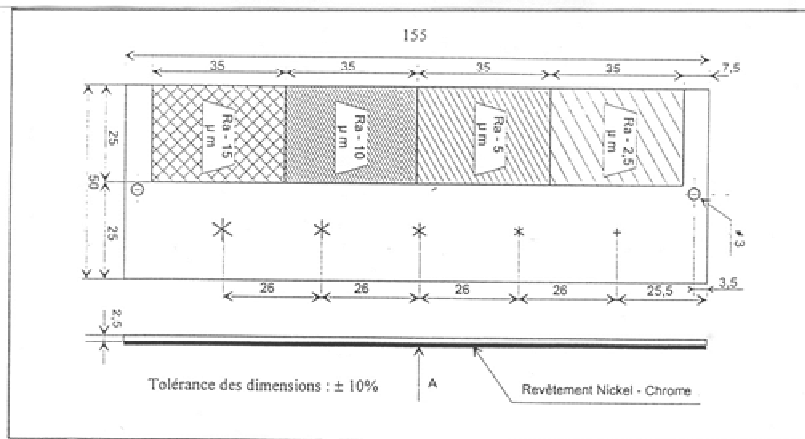 155
35
35
35
35
7,5
25
50
25
Ra - 15
µ m
Ra - 10
µ m
Ra - 5
µ m
Ra - 2,5
µ m
ø 3
26
26
26
26
25,5
3,5
2,5
Tolérance des dimensions : ± 10%
A
Revêtement Nickel - Chrome